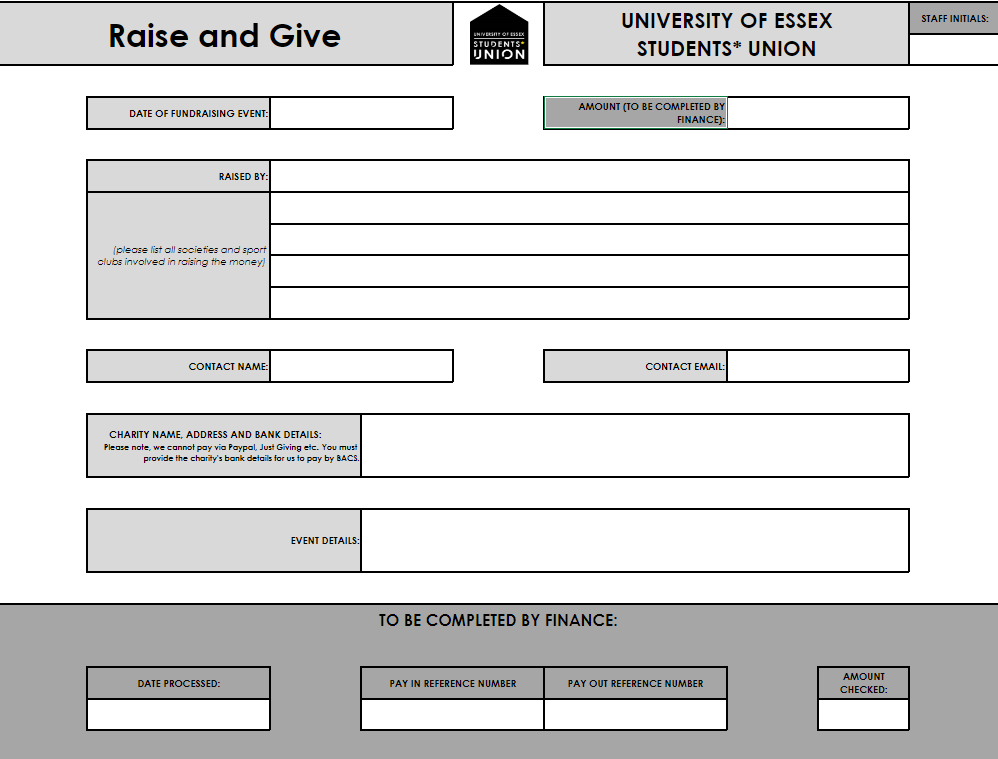 Raise and Give
UNIVERSITY OF ESSEX
STUDENTS*
UNION
UNIVERSITY OF ESSEX
STUDENTS* UNION
STAFF INITIALS:
DATE OF FUNDRAISING EVENT:
AMOUNT (TO BE COMPLETED BY
FINANCE):
RAISED BY:
(please list all societies and sport
clubs involved in raising the money)
CONTACT NAME:
CONTACT EMAIL:
CHARITY NAME, ADDRESS AND BANK DETAILS:
Please note, we cannot pay via Paypal, Just Giving etc. You must
provide the charity's bank details for us to pay by BACS.
EVENT DETAILS:
TO BE COMPLETED BY FINANCE:
DATE PROCESSED:
PAY IN REFERENCE NUMBER
PAY OUT REFERENCE NUMBER
AMOUNT
CHECKED: